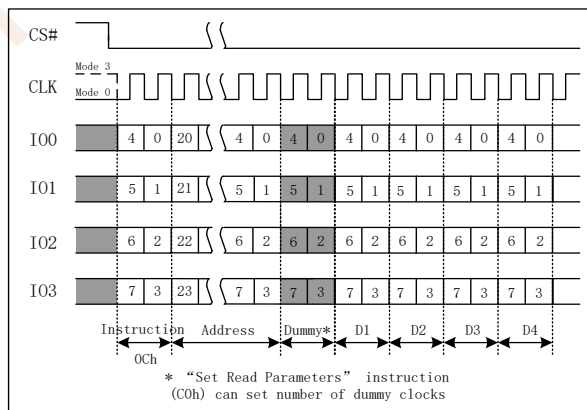 CS#
Mode 3
CLK
Mode 0
IO0 4 0 20 4 0 4 0 4 0 4 0 4 0 4 0
IO1 5 1 21 5 1 5 1 5 1 5 1 5 1 5 1
IO2 6 2 22 6 2 6 2 6 2 6 2 6 2 6 2
IO3 7 3 23 7 3 7 3 7 3 7 3 7 3 7 3
Instruction Address Dummy* D1 D2 D3 D4
0Ch
* “Set Read Parameters” instruction
(C0h) can set number of dummy clocks